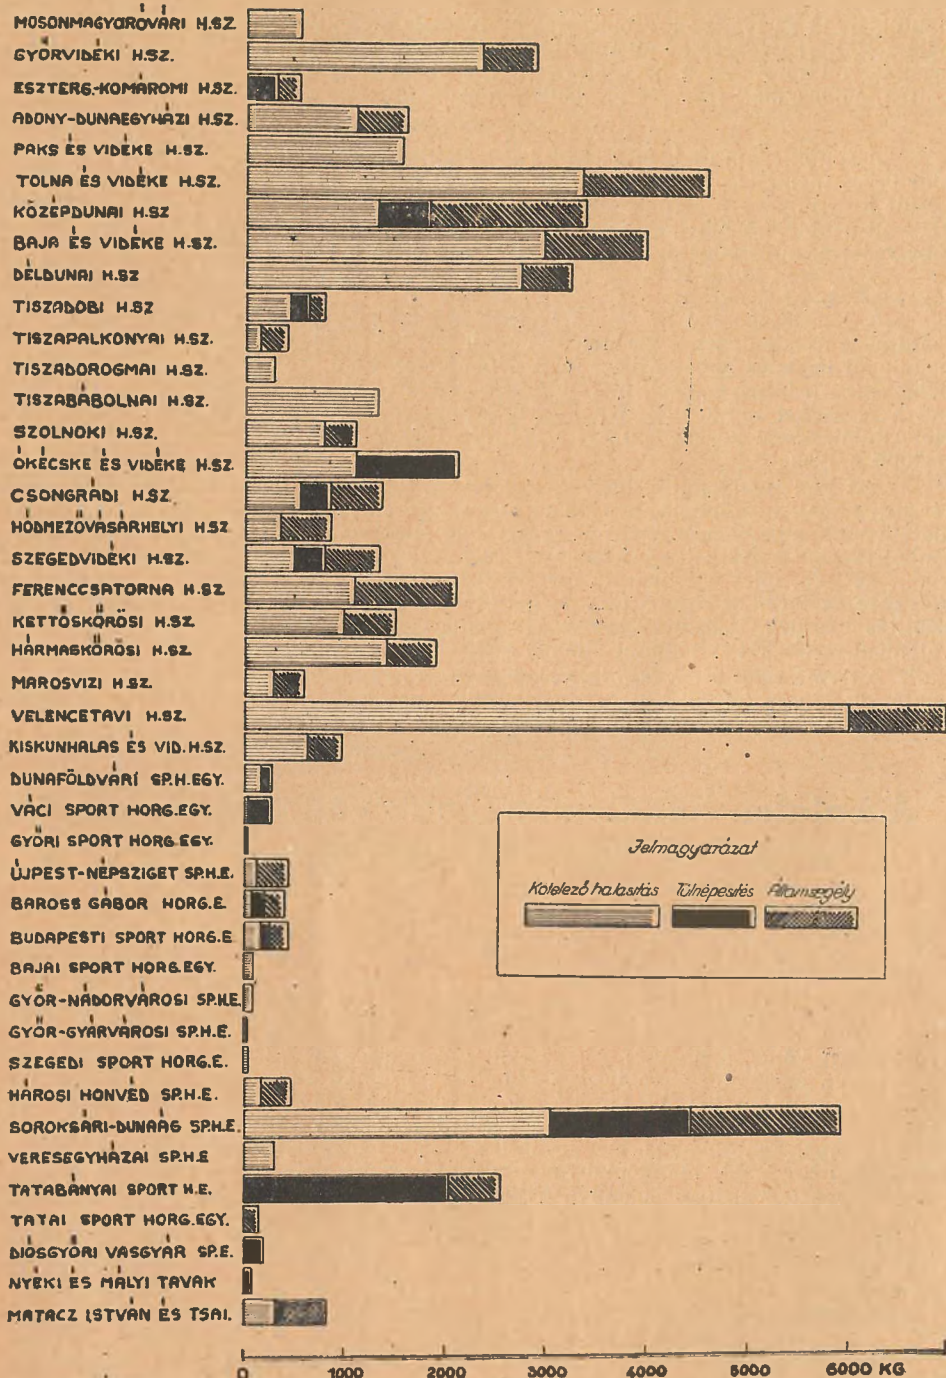 MOSONMAGYARÓVÁRI H.SZ.
GYŐRVIDÉKI H.SZ.
ESZTERG.-KOMÁROMI H.SZ.
ADONY-DUNAEGYHÁZI H.SZ.
PAKS ÉS VIDÉKE H.SZ.
TOLNA ÉS VIDÉKE H.SZ.
KÖZÉPDUNAI H.SZ
BAJA ÉS VIDÉKE H.SZ.
DÉLDUNAI H.SZ
TISZADOBI H.SZ
TISZAPALKONYAI H.SZ.
TISZADOROGMAI H.SZ.
TISZABÁBOLNAI H.SZ.
SZOLNOKI H.SZ.
ÓKÉCSKE ÉS VIDÉKE H.SZ.
CSONGRÁDI H.SZ.
HÓDMEZŐVÁSÁRHELYI H.SZ
SZEGEDVIDÉKI H.SZ.
FERENCCSATORNA H.SZ
KETTŐSKÖRÖSI H.SZ.
HÁRMASKÖRÖSI H.SZ.
MAROSVIZI H.SZ.
VELENCETAVI H.SZ.
KISKUNHALAS ÉS VID.H.SZ.
DUNAFÖLDVÁRI SP.H.EGY.
VÁCI SPORT HORG.EGY.
GYŐRI SPORT HORG.EGY.
ÚJPEST-NÉPSZIGET SP.H.E.
BAROSS GÁBOR HORG.E.
BUDAPESTI SPORT HORG.E
BAJAI SPORT HORG.EGY.
GYŐR-NÁDORVÁROSI SP.H.E.
GYŐR-GYÁRVÁROSI SP.H.E.
SZEGEDI SPORT HORG.E.
HÁROSI HONVÉD SP.H.E.
SOROKSÁRI-DUNAÁG SP.H.E.
VERESEGYHÁZAI SP.H.E
TATABÁNYAI SPORT H.E.
TATAI SPORT HORG.EGY.
DIÓSGYŐRI VASGYÁR SP.E.
NYÉKI ÉS MÁLYI TAVAK
MATACZ ISTVÁN ÉS TSAI.
Jelmagyarázat
Kötelező halasítás Túlnépesítés Államsegély
0 1000 2000 3000 4000 5000 6000 KG